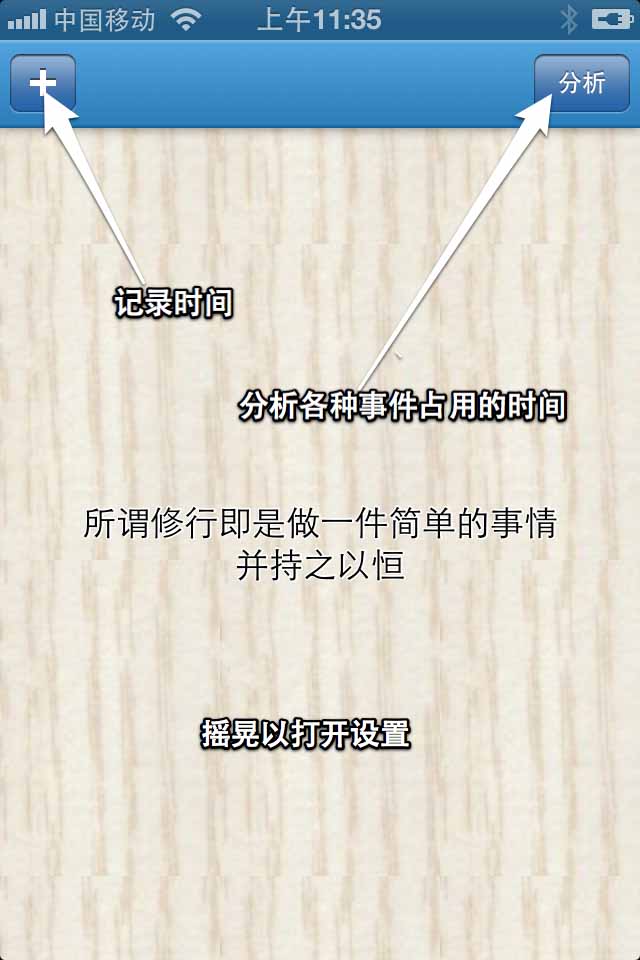 中国移动 上午11:35
+ 分析
记录时间
分析各种事件占用的时间
所谓修行即是做一件简单的事情
并持之以恒
摇晃以打开设置